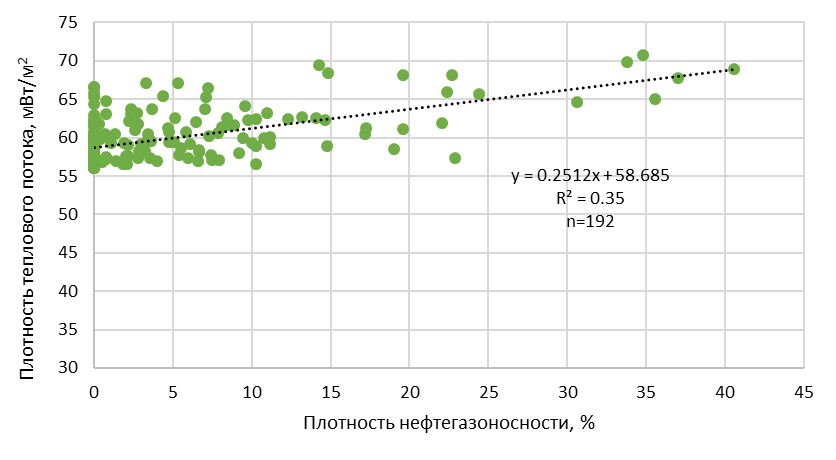 Плотность теплового потока, мВт/м²
75
70
65
60
55
50
45
40
35
30
y = 0.2512x + 58.685
R² = 0.35
n=192
0 5 10 15 20 25 30 35 40 45
Плотность нефтегазоносности, %